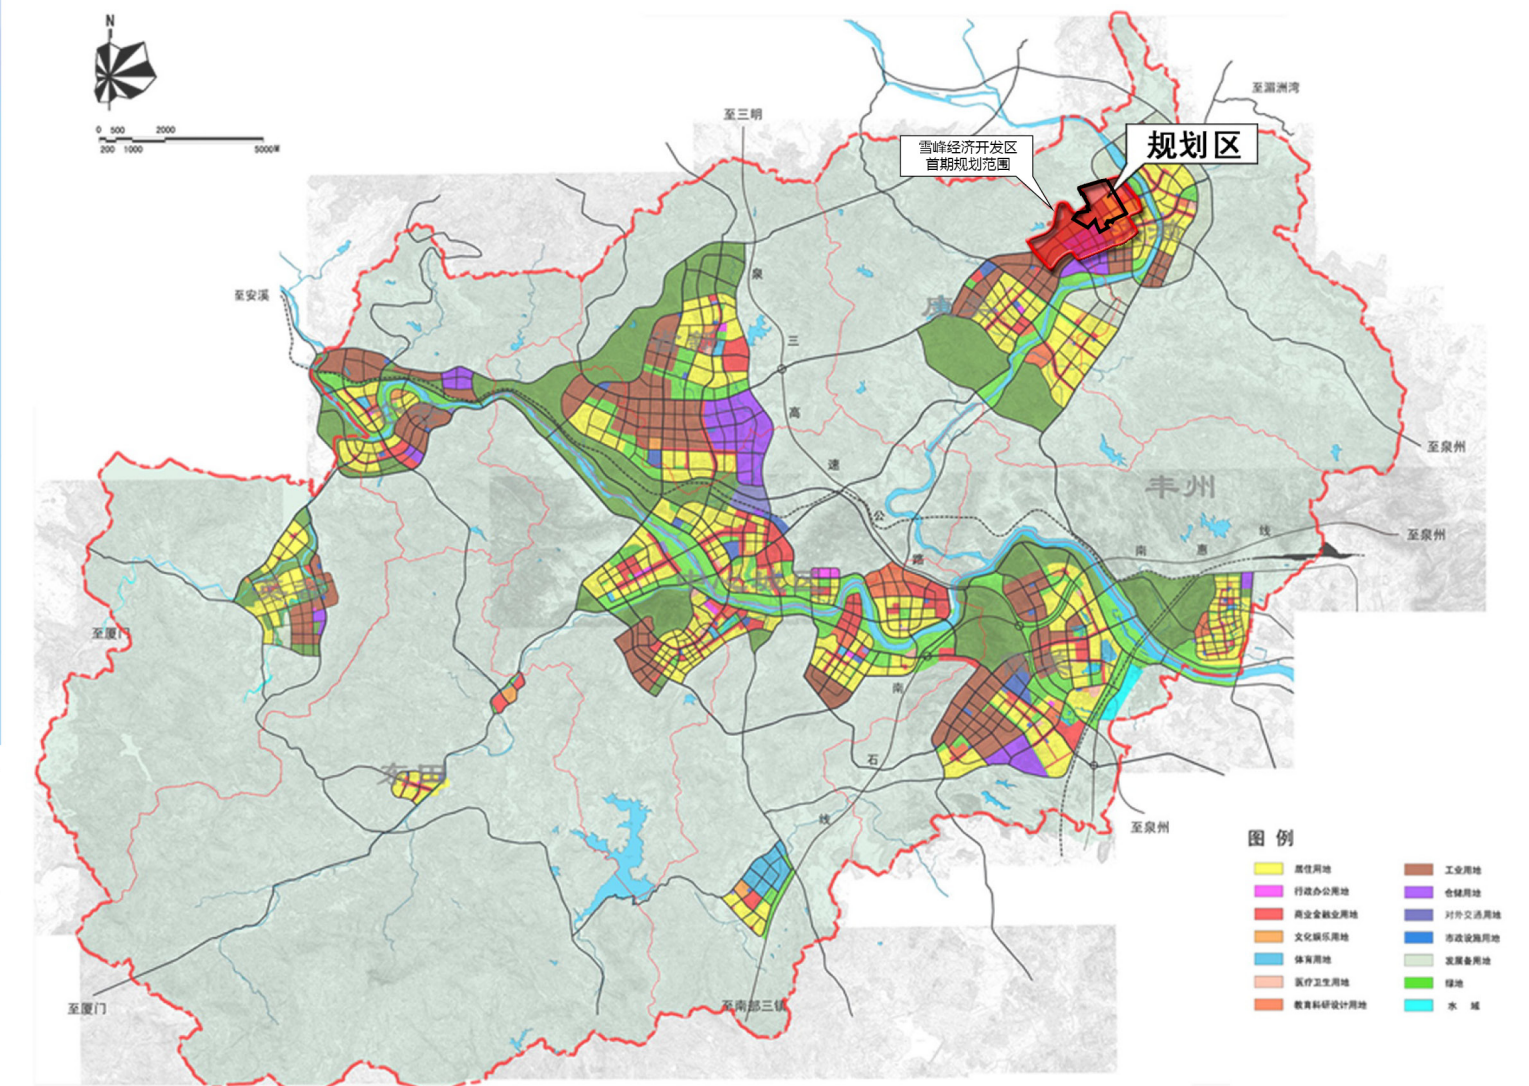 N
0 500 2000
200 1000 5000M
至三明
至湄洲湾
规划区
雪峰经济开发区
首期规划范围
至安溪
泉
三
高
速
公
路
至泉州
丰州
南
惠
线
至泉州
至厦门
南
石
线
东田
至泉州
至厦门
至南部三镇
图 例
居住用地
行政办公用地
商业金融业用地
文化娱乐用地
体育用地
医疗卫生用地
教育科研设计用地
工业用地
仓储用地
对外交通用地
市政设施用地
发展备用地
绿地
水 域